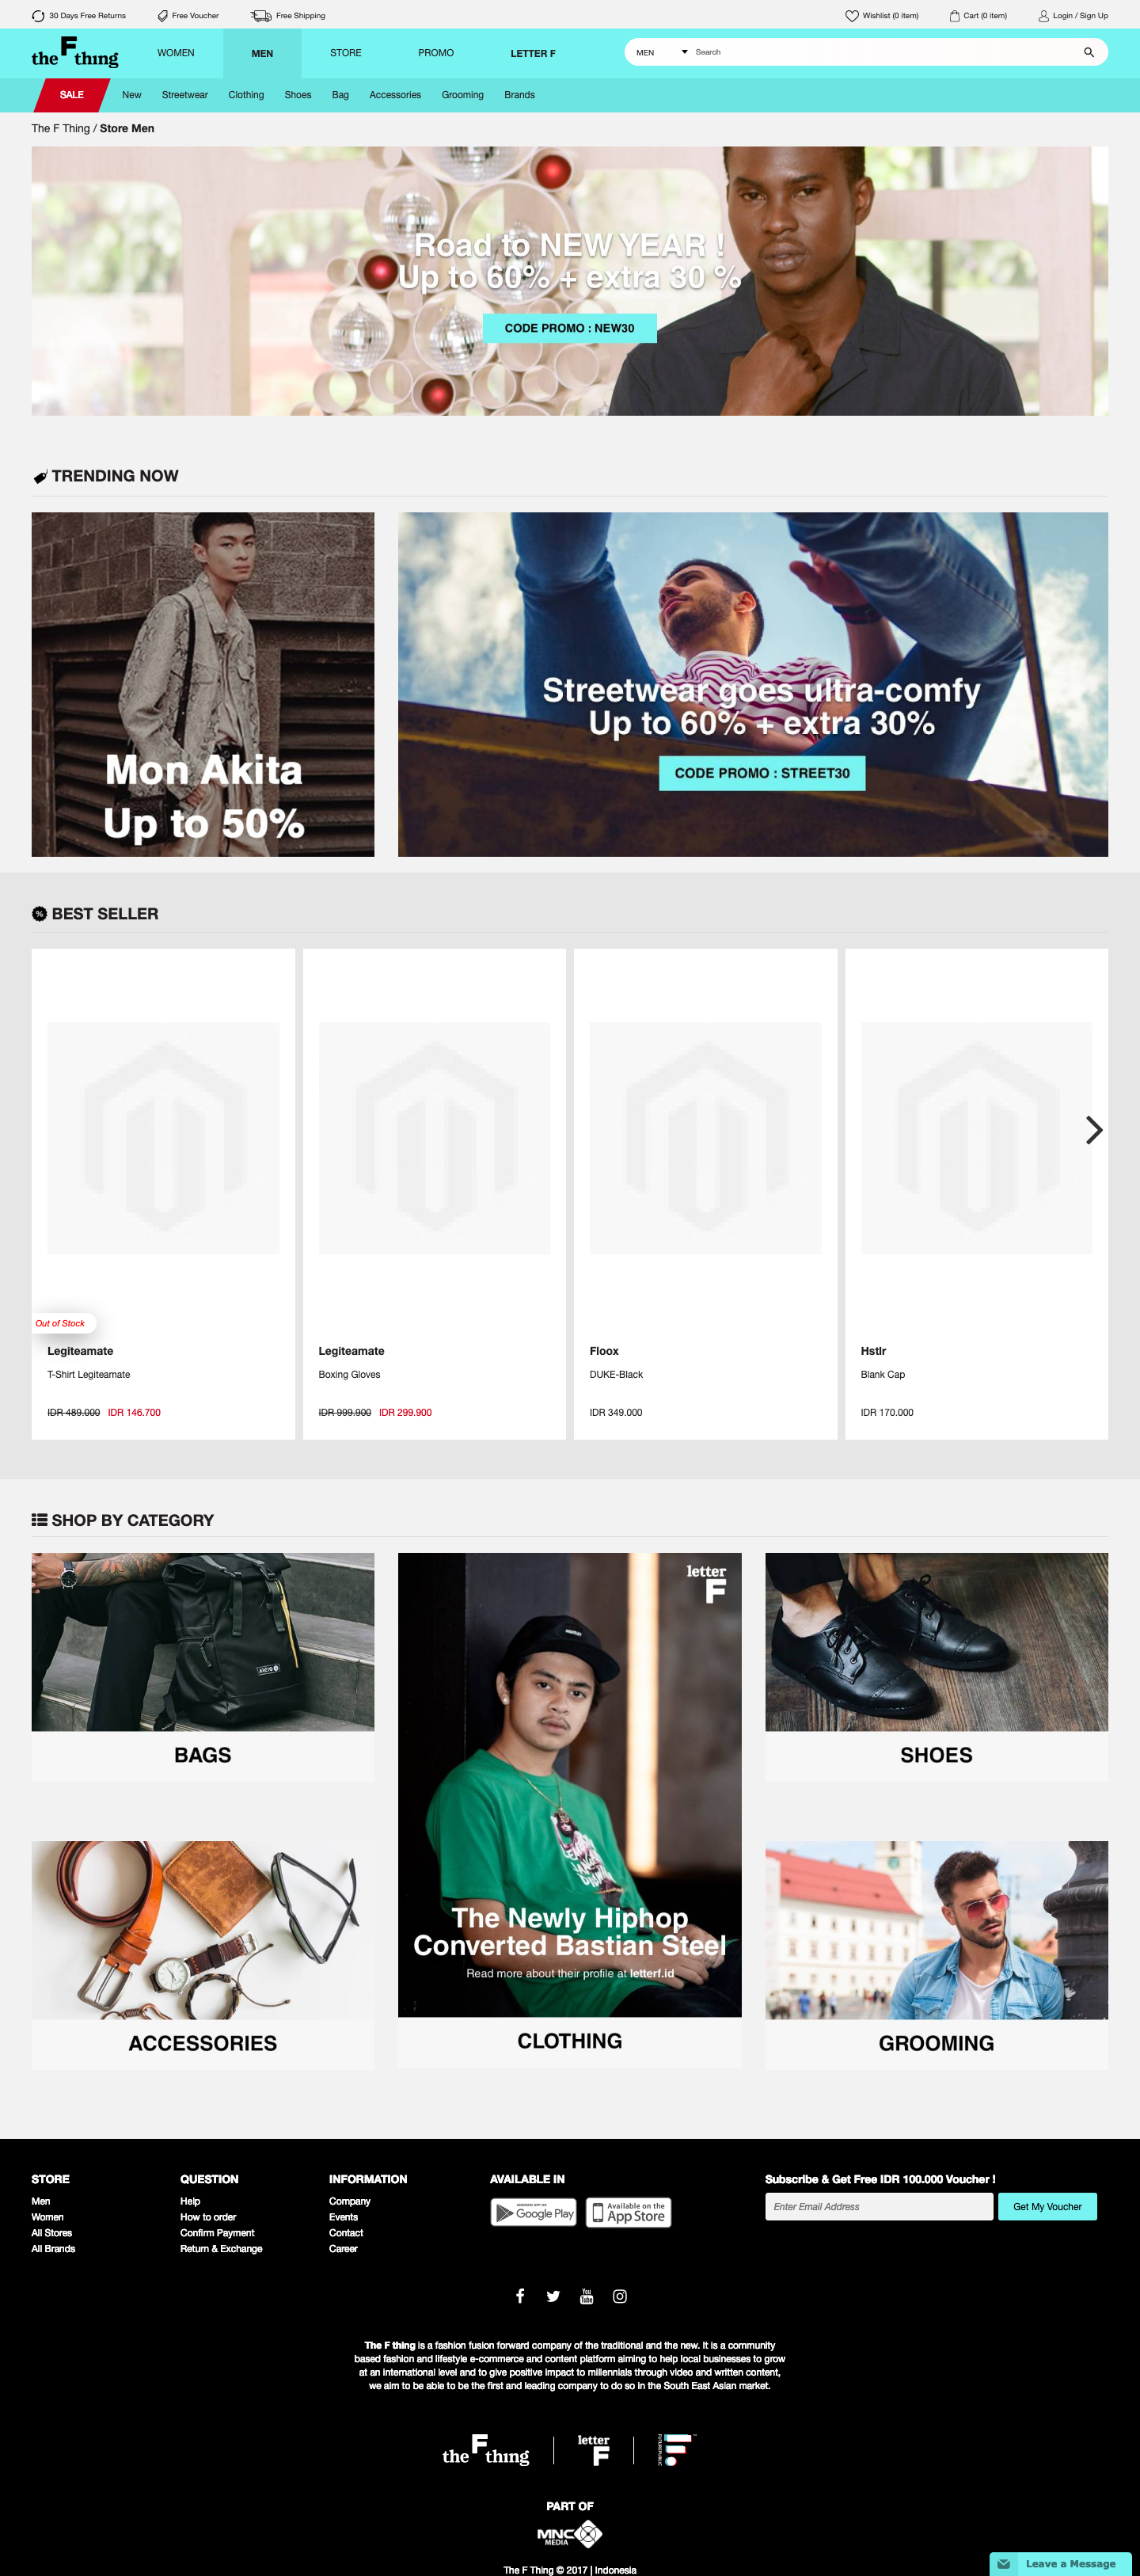 30 Days Free Returns
Free Voucher
Free Shipping
Wishlist (0 item)
Cart (0 item)
Login / Sign Up
the F thing
WOMEN
MEN
STORE
PROMO
LETTER F
MEN
Search
SALE
New
Streetwear
Clothing
Shoes
Bag
Accessories
Grooming
Brands
The F Thing / Store Men
Road to NEW YEAR !
Up to 60% + extra 30 %
CODE PROMO : NEW30
TRENDING NOW
Mon Akita
Up to 50%
Streetwear goes ultra-comfy
Up to 60% + extra 30%
CODE PROMO : STREET30
% BEST SELLER
Out of Stock
Legiteamate
T-Shirt Legiteamate
IDR 489.000 IDR 146.700
Legiteamate
Boxing Gloves
IDR 999.900 IDR 299.900
Floox
DUKE-Black
IDR 349.000
Hstlr
Blank Cap
IDR 170.000
SHOP BY CATEGORY
BAGS
letter
F
The Newly Hiphop
Converted Bastian Steel
Read more about their profile at letterf.id
CLOTHING
SHOES
ACCESSORIES
GROOMING
STORE
Men
Women
All Stores
All Brands
QUESTION
Help
How to order
Confirm Payment
Return & Exchange
INFORMATION
Company
Events
Contact
Career
AVAILABLE IN
Google Play
Available on the
App Store
Subscribe & Get Free IDR 100.000 Voucher !
Enter Email Address
Get My Voucher
You
Tube
The F thing is a fashion fusion forward company of the traditional and the new. It is a community
based fashion and lifestyle e-commerce and content platform aiming to help local businesses to grow
at an international level and to give positive impact to millennials through video and written content,
we aim to be able to be the first and leading company to do so in the South East Asian market.
the F thing
letter
F
PART OF
MNC
MEDIA
The F Thing © 2017 | Indonesia
Leave a Message